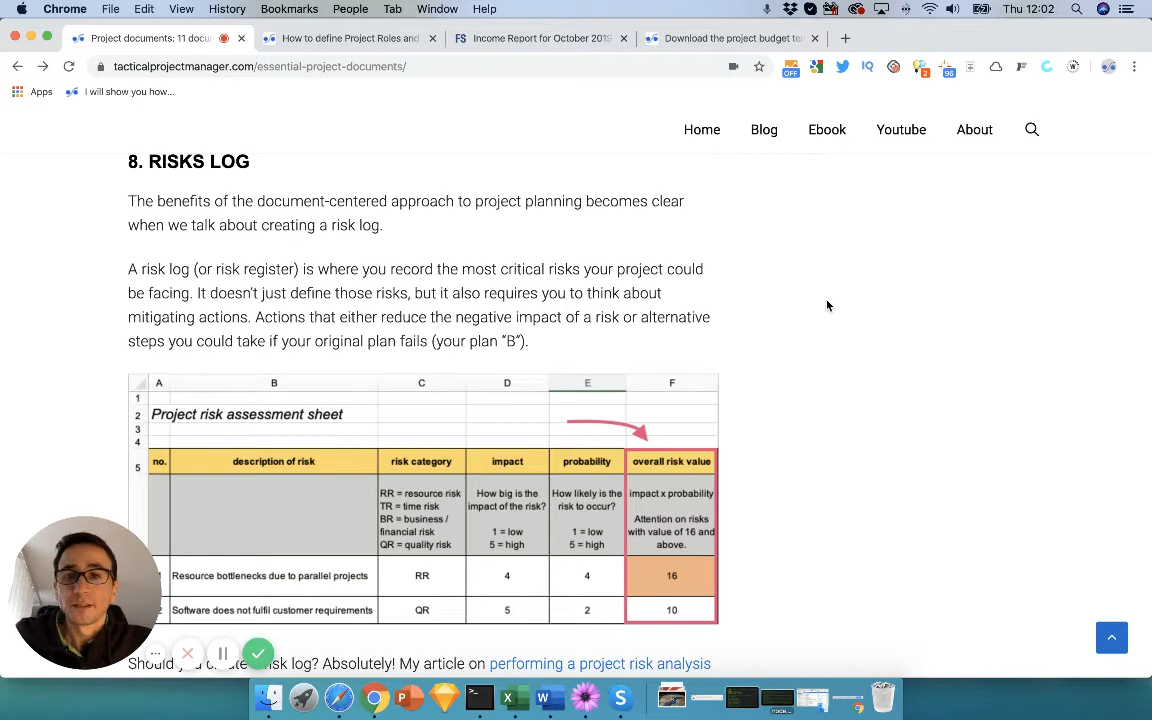 Chrome File Edit View History Bookmarks People Tab Window Help Thu 12:02
Project documents: 11 docu How to define Project Roles and Income Report for October 2019 Download the project budget te
tacticalprojectmanager.com/essential-project-documents/
OFF IQ 2 96
Apps I will show you how...
Home Blog Ebook Youtube About
8. RISKS LOG
The benefits of the document-centered approach to project planning becomes clear
when we talk about creating a risk log.
A risk log (or risk register) is where you record the most critical risks your project could
be facing. It doesn't just define those risks, but it also requires you to think about
mitigating actions. Actions that either reduce the negative impact of a risk or alternative
steps you could take if your original plan fails (your plan “B”).
A B C D E F
1
2 Project risk assessment sheet
3
4
5 no. description of risk risk category impact probability overall risk value
RR = resource risk How big is the How likely is the impact x probability
TR = time risk impact of the risk? risk to occur?
BR = business / Attention on risks
financial risk 1 = low 1 = low with value of 16 and
QR = quality risk 5 = high 5 = high above.
Resource bottlenecks due to parallel projects RR 4 4 16
2 Software does not fulfil customer requirements QR 5 2 10
Should risk log? Absolutely! My article on performing a project risk analysis